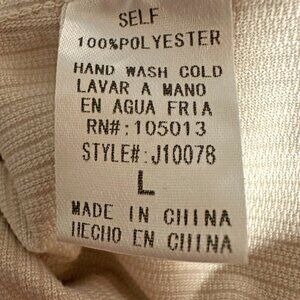 SELF
100%POLYESTER
HAND WASH COLD
LAVAR A MANO
EN AGUA FRIA
RN#:105013
STYLE#:J10078
L
MADE IN CHINA
HECHO EN CHINA